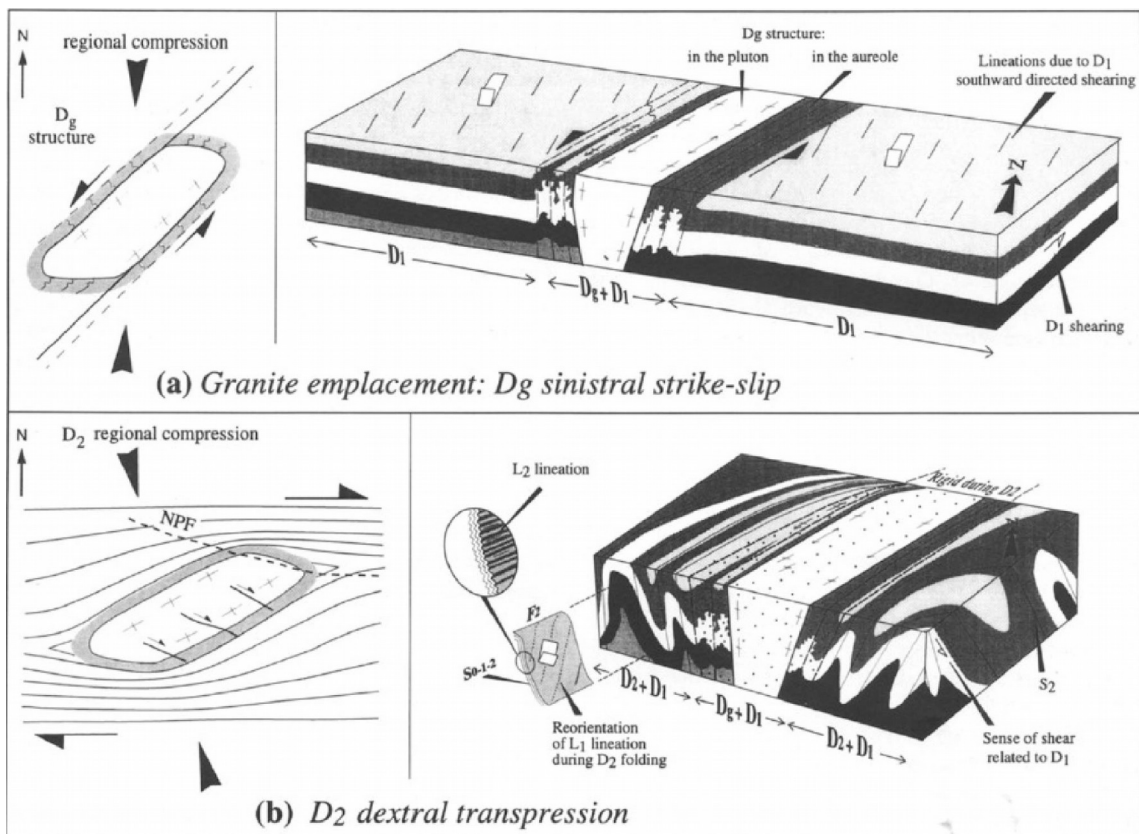 N
regional compression
Dg
structure
Dg structure:
in the pluton
in the aureole
Lineations due to D1
southward directed shearing
N
D1
Dg+D1
D1
D1 shearing
(a) Granite emplacement: Dg sinistral strike-slip
N
D2 regional compression
NPF
L2 lineation
Rigid during D2
N
F2
S0-1-2
D2+D1
Dg+D1
D2+D1
S2
Reorientation
of L1 lineation
during D2 folding
Sense of shear
related to D1
(b) D2 dextral transpression